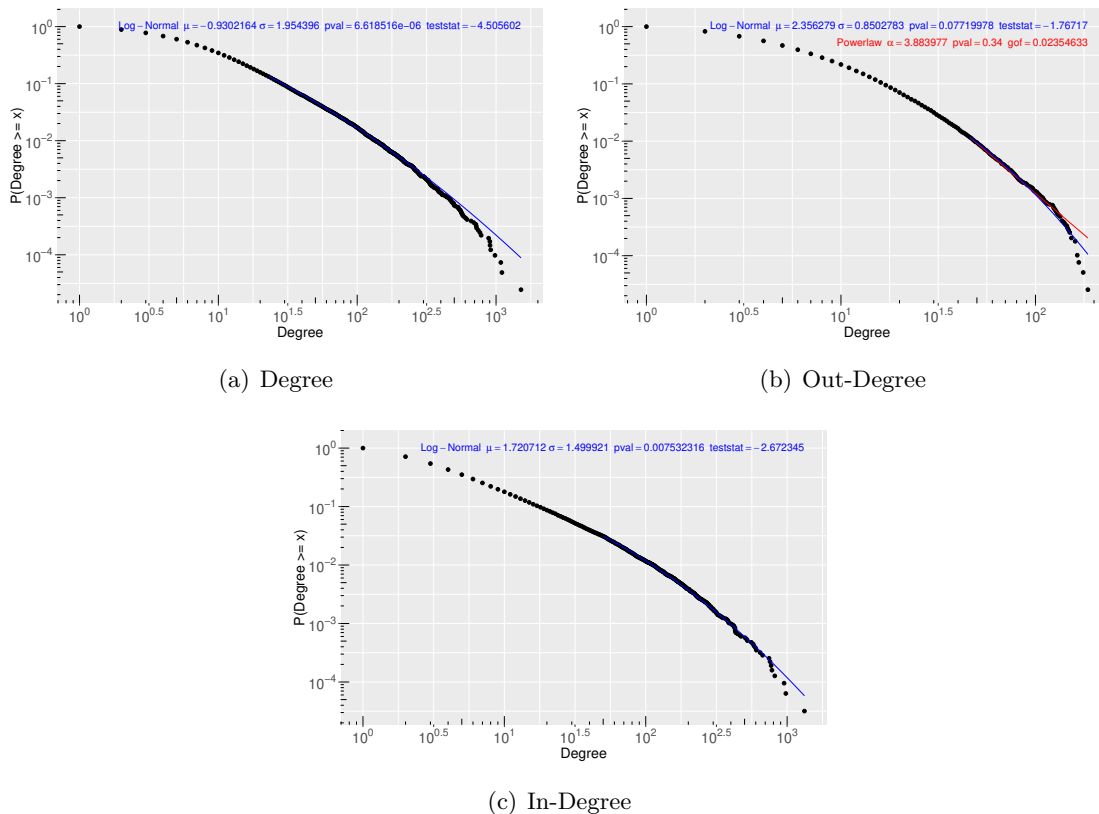 Log−Normal μ=−0.9302164 σ=1.954396 pval=6.618516e−06 teststat=−4.505602
P(Degree >= x)
10^0
10^−1
10^−2
10^−3
10^−4
10^0 10^0.5 10^1 10^1.5 10^2 10^2.5 10^3
Degree
(a) Degree
Log−Normal μ=2.356279 σ=0.8502783 pval=0.07719978 teststat=−1.76717
Powerlaw α=3.883977 pval=0.34 gof=0.02354633
P(Degree >= x)
10^0
10^−1
10^−2
10^−3
10^−4
10^0 10^0.5 10^1 10^1.5 10^2
Degree
(b) Out-Degree
Log−Normal μ=1.720712 σ=1.499921 pval=0.007532316 teststat=−2.672345
P(Degree >= x)
10^0
10^−1
10^−2
10^−3
10^−4
10^0 10^0.5 10^1 10^1.5 10^2 10^2.5 10^3
Degree
(c) In-Degree